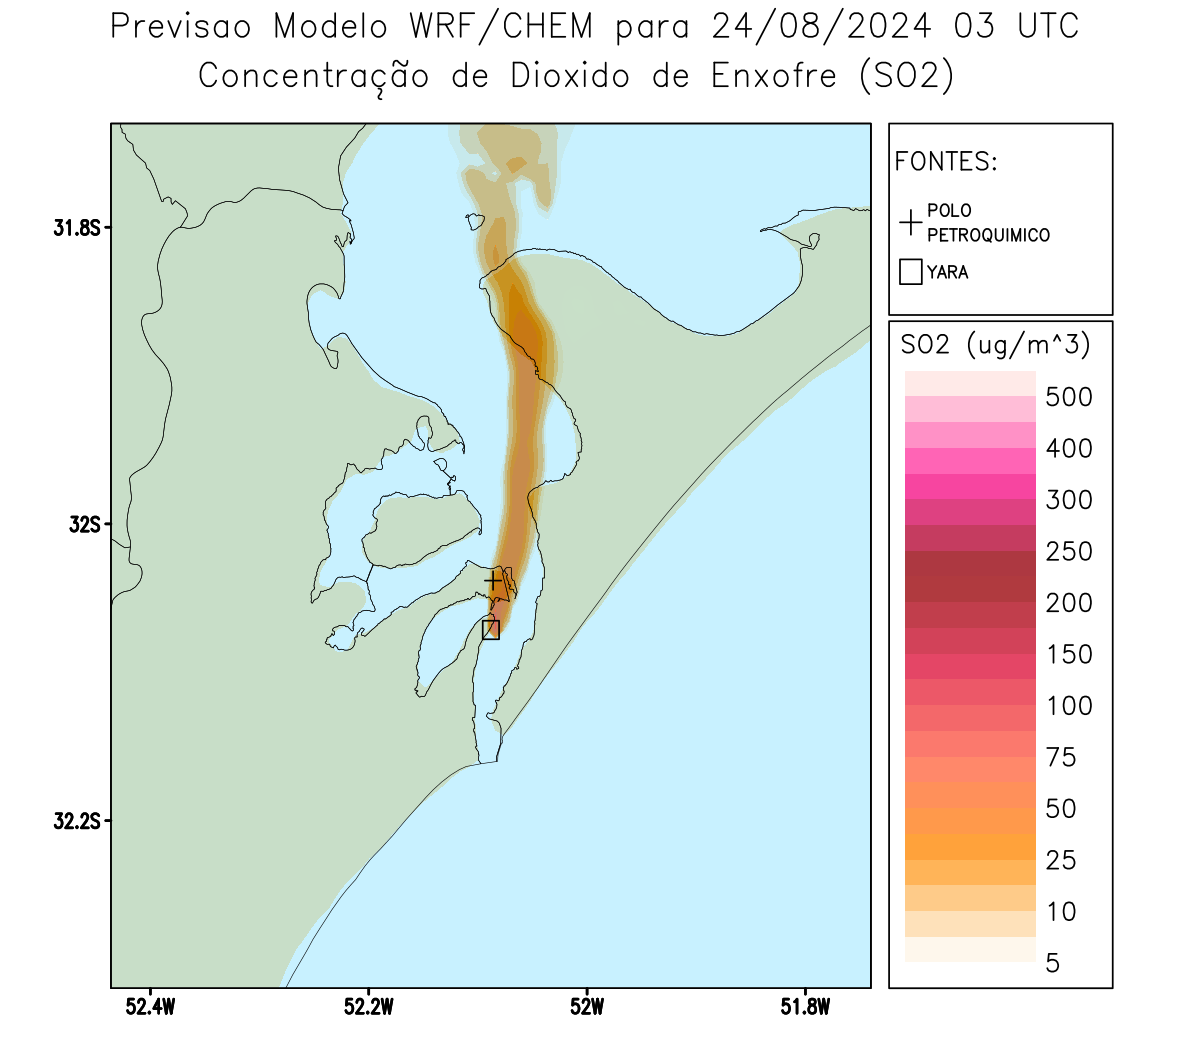 Previsao Modelo WRF/CHEM para 24/08/2024 03 UTC
Concentração de Dioxido de Enxofre (SO2)
FONTES:
POLO
PETROQUIMICO
YARA
SO2 (ug/m^3)
500
400
300
250
200
150
100
75
50
25
10
5
31.8S
32S
32.2S
52.4W
52.2W
52W
51.8W